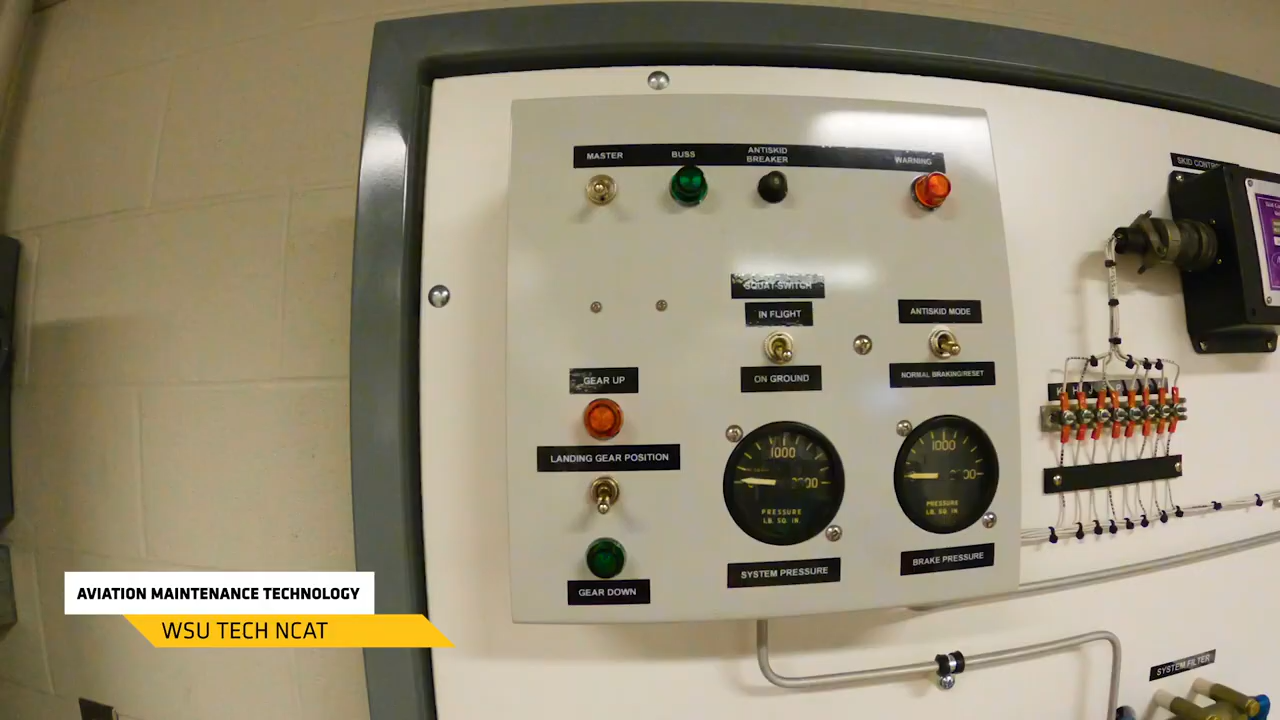 MASTER
BUSS
ANTISKID
BREAKER
WARNING
SQUAT SWITCH
IN FLIGHT
ON GROUND
ANTISKID MODE
NORMAL BRAKING/RESET
GEAR UP
LANDING GEAR POSITION
GEAR DOWN
1000
PRESSURE
LB. SQ. IN.
SYSTEM PRESSURE
1000
PRESSURE
LB. SQ. IN.
BRAKE PRESSURE
SKID
SYSTEM FILTER
AVIATION MAINTENANCE TECHNOLOGY
WSU TECH NCAT